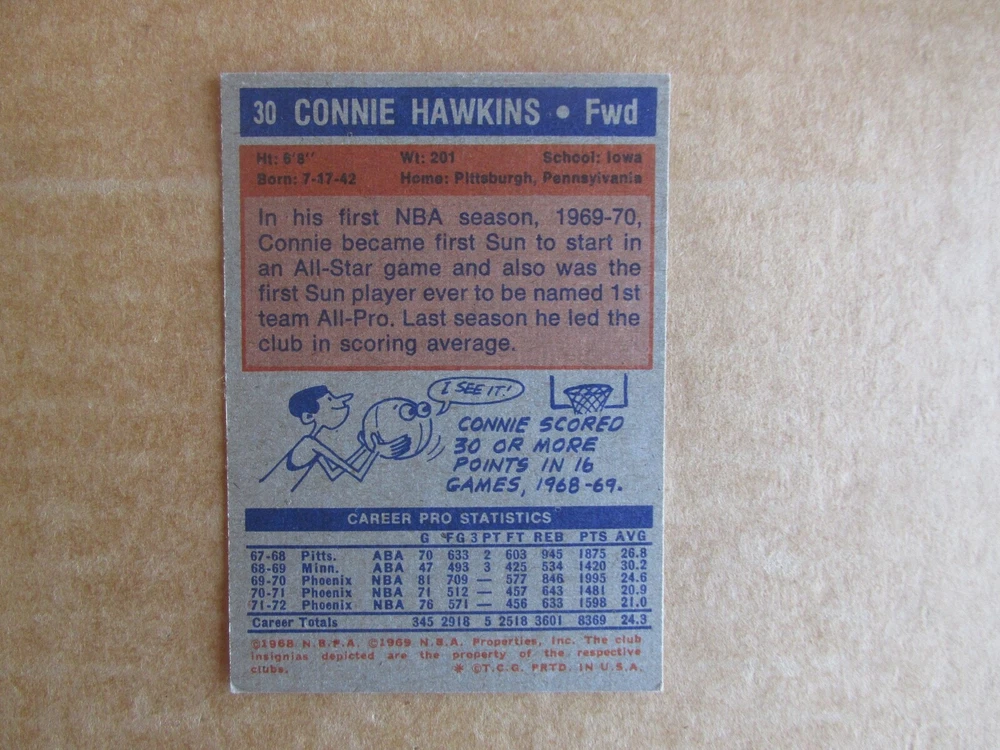 30 CONNIE HAWKINS • Fwd
Ht: 6'8" Wt: 201 School: Iowa
Born: 7-17-42 Home: Pittsburgh, Pennsylvania
In his first NBA season, 1969-70,
Connie became first Sun to start in
an All-Star game and also was the
first Sun player ever to be named 1st
team All-Pro. Last season he led the
club in scoring average.
I SEE IT!
CONNIE SCORED
30 OR MORE
POINTS IN 16
GAMES, 1968-69.
CAREER PRO STATISTICS
G FG 3 PT FT REB PTS AVG
67-68 Pitts. ABA 70 633 2 603 945 1875 26.8
68-69 Minn. ABA 47 493 3 425 534 1420 30.2
69-70 Phoenix NBA 81 709 — 577 846 1995 24.6
70-71 Phoenix NBA 71 512 — 457 643 1481 20.9
71-72 Phoenix NBA 76 571 — 456 633 1598 21.0
Career Totals 345 2918 5 2518 3601 8369 24.3
©1968 N.B.P.A. ©1969 N.B.A. Properties, Inc. The club
insignias depicted are the property of the respective
clubs. * ©T.C.G. PRTD. IN U.S.A.